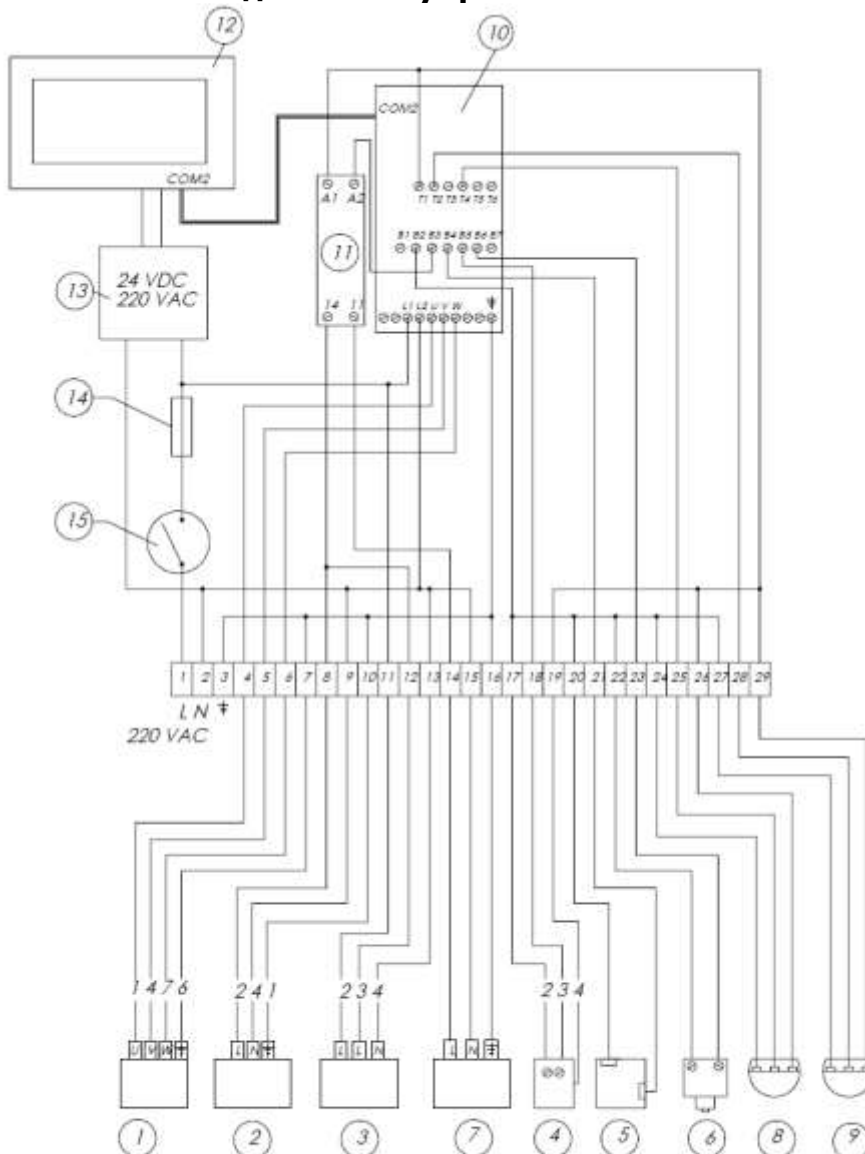 12
10
COM2
COM2
A1 A2
T1 T2 T3 T4 T5 T6
11
B1 B2 B3 B4 B5 B6 B7
13
24 VDC
220 VAC
14 11
L1 L2 U V W
14
15
1 2 3 4 5 6 7 8 9 10 11 12 13 14 15 16 17 18 19 20 21 22 23 24 25 26 27 28 29
L N
220 VAC
1 4 7 6 2 4 1 2 3 4 2 3 4
U V W L N L L N L N
1 2 3 7 4 5 6 8 9